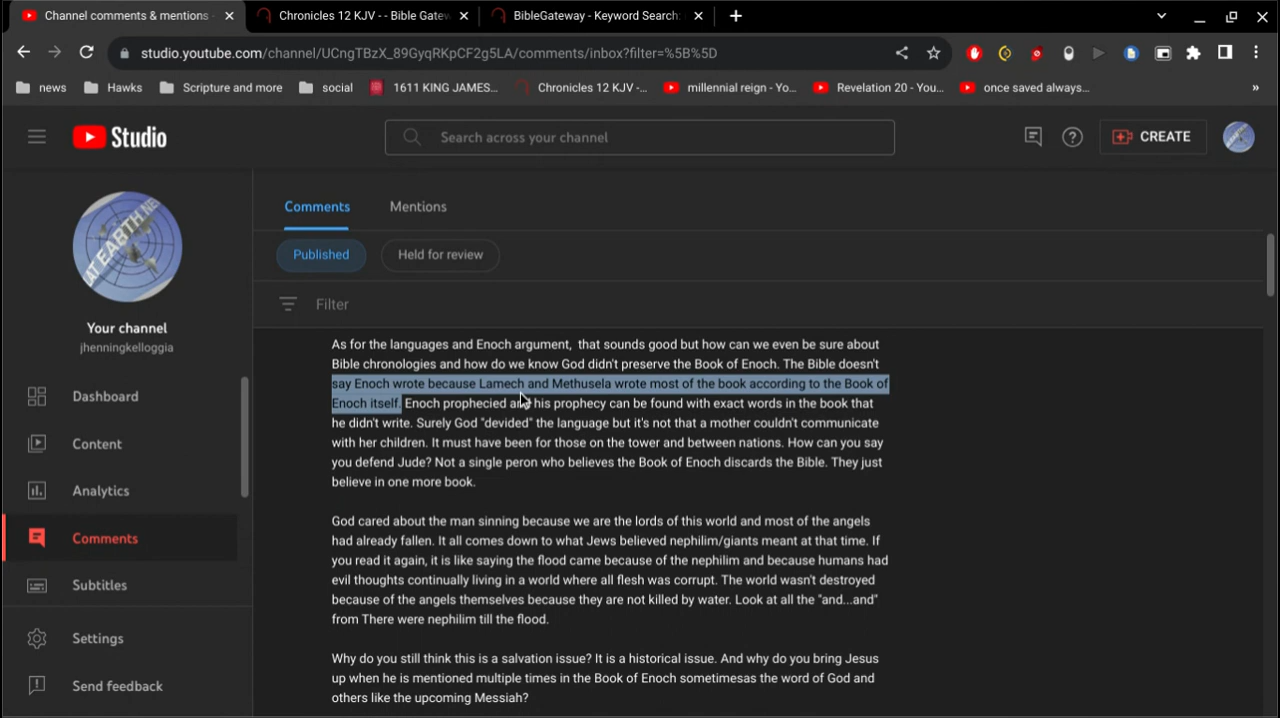 Channel comments & mentions
Chronicles 12 KJV - - Bible Gatew
BibleGateway - Keyword Search:
studio.youtube.com/channel/UCngTBzX_89GyqRKpCF2g5LA/comments/inbox?filter=%5B%5D
news
Hawks
Scripture and more
social
1611 KING JAMES...
Chronicles 12 KJV -...
millennial reign - Yo...
Revelation 20 - You...
once saved always...
»
Studio
Search across your channel
CREATE
AT EARTH NE
Your channel
jhenningkelloggia
Dashboard
Content
Analytics
Comments
Subtitles
Settings
Send feedback
Comments
Mentions
Published
Held for review
Filter
As for the languages and Enoch argument, that sounds good but how can we even be sure about
Bible chronologies and how do we know God didn't preserve the Book of Enoch. The Bible doesn't
say Enoch wrote because Lamech and Methusela wrote most of the book according to the Book of
Enoch itself. Enoch prophecied and his prophecy can be found with exact words in the book that
he didn't write. Surely God "devided" the language but it's not that a mother couldn't communicate
with her children. It must have been for those on the tower and between nations. How can you say
you defend Jude? Not a single peron who believes the Book of Enoch discards the Bible. They just
believe in one more book.
God cared about the man sinning because we are the lords of this world and most of the angels
had already fallen. It all comes down to what Jews believed nephilim/giants meant at that time. If
you read it again, it is like saying the flood came because of the nephilim and because humans had
evil thoughts continually living in a world where all flesh was corrupt. The world wasn't destroyed
because of the angels themselves because they are not killed by water. Look at all the "and...and"
from There were nephilim till the flood.
Why do you still think this is a salvation issue? It is a historical issue. And why do you bring Jesus
up when he is mentioned multiple times in the Book of Enoch sometimesas the word of God and
others like the upcoming Messiah?